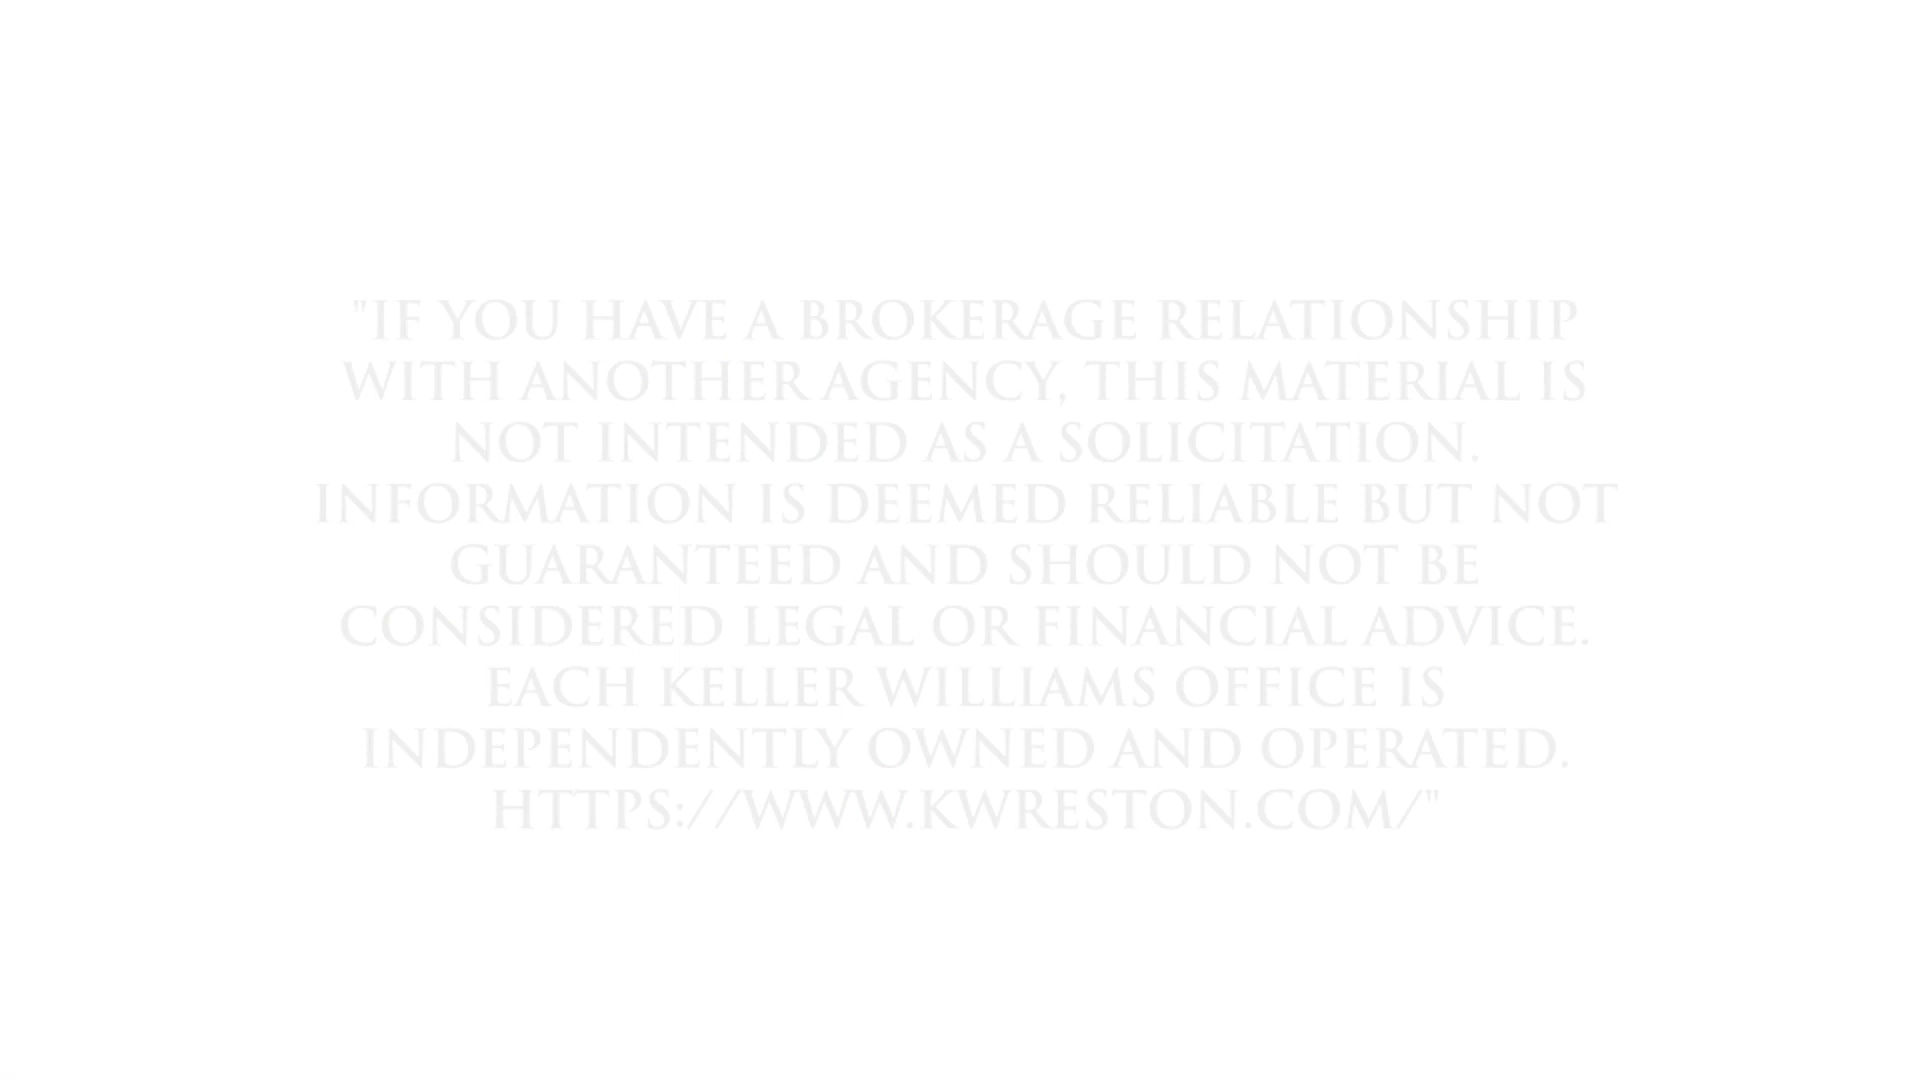 "IF YOU HAVE A BROKERAGE RELATIONSHIP
WITH ANOTHER AGENCY, THIS MATERIAL IS
NOT INTENDED AS A SOLICITATION.
INFORMATION IS DEEMED RELIABLE BUT NOT
GUARANTEED AND SHOULD NOT BE
CONSIDERED LEGAL OR FINANCIAL ADVICE.
EACH KELLER WILLIAMS OFFICE IS
INDEPENDENTLY OWNED AND OPERATED.
HTTPS://WWW.KWRESTON.COM/"